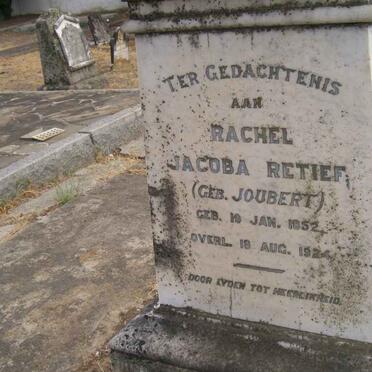 TER GEDACHTENIS
AAN
RACHEL
JACOBA RETIEF,
(GEB. JOUBERT)
GEB. 19 JAN. 1852.
OVERL. 18 AUG. 1924.
DOOR LYDEN TOT HEERLIKHEID.